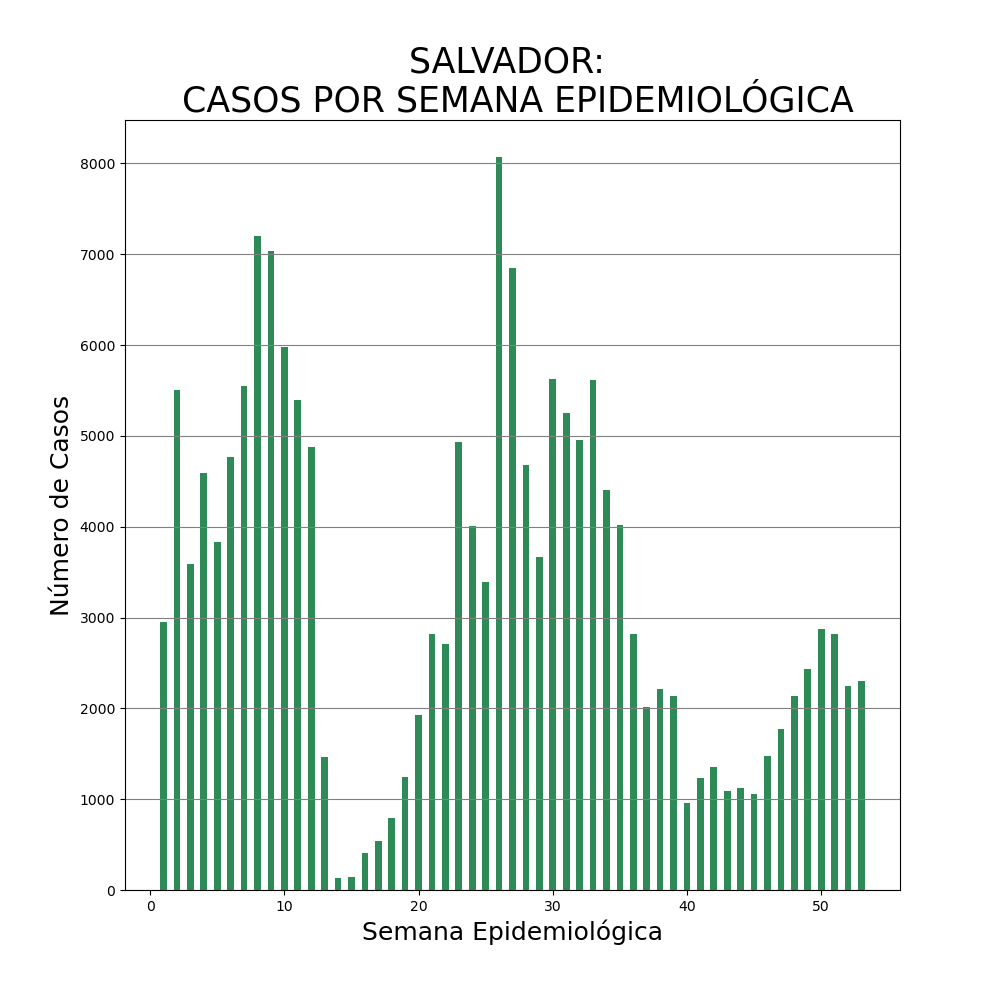 SALVADOR:
CASOS POR SEMANA EPIDEMIOLÓGICA
8000
7000
6000
5000
4000
3000
2000
1000
0
Número de Casos
0 10 20 30 40 50
Semana Epidemiológica